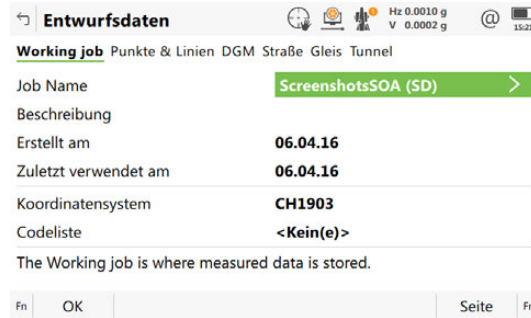 Entwurfsdaten
Hz 0.0010 g
V 0.0002 g
@
15:21
Working job Punkte & Linien DGM Straße Gleis Tunnel
Job Name ScreenshotsSOA (SD)
Beschreibung
Erstellt am 06.04.16
Zuletzt verwendet am 06.04.16
Koordinatensystem CH1903
Codeliste <Kein(e)>
The Working job is where measured data is stored.
Fn OK Seite